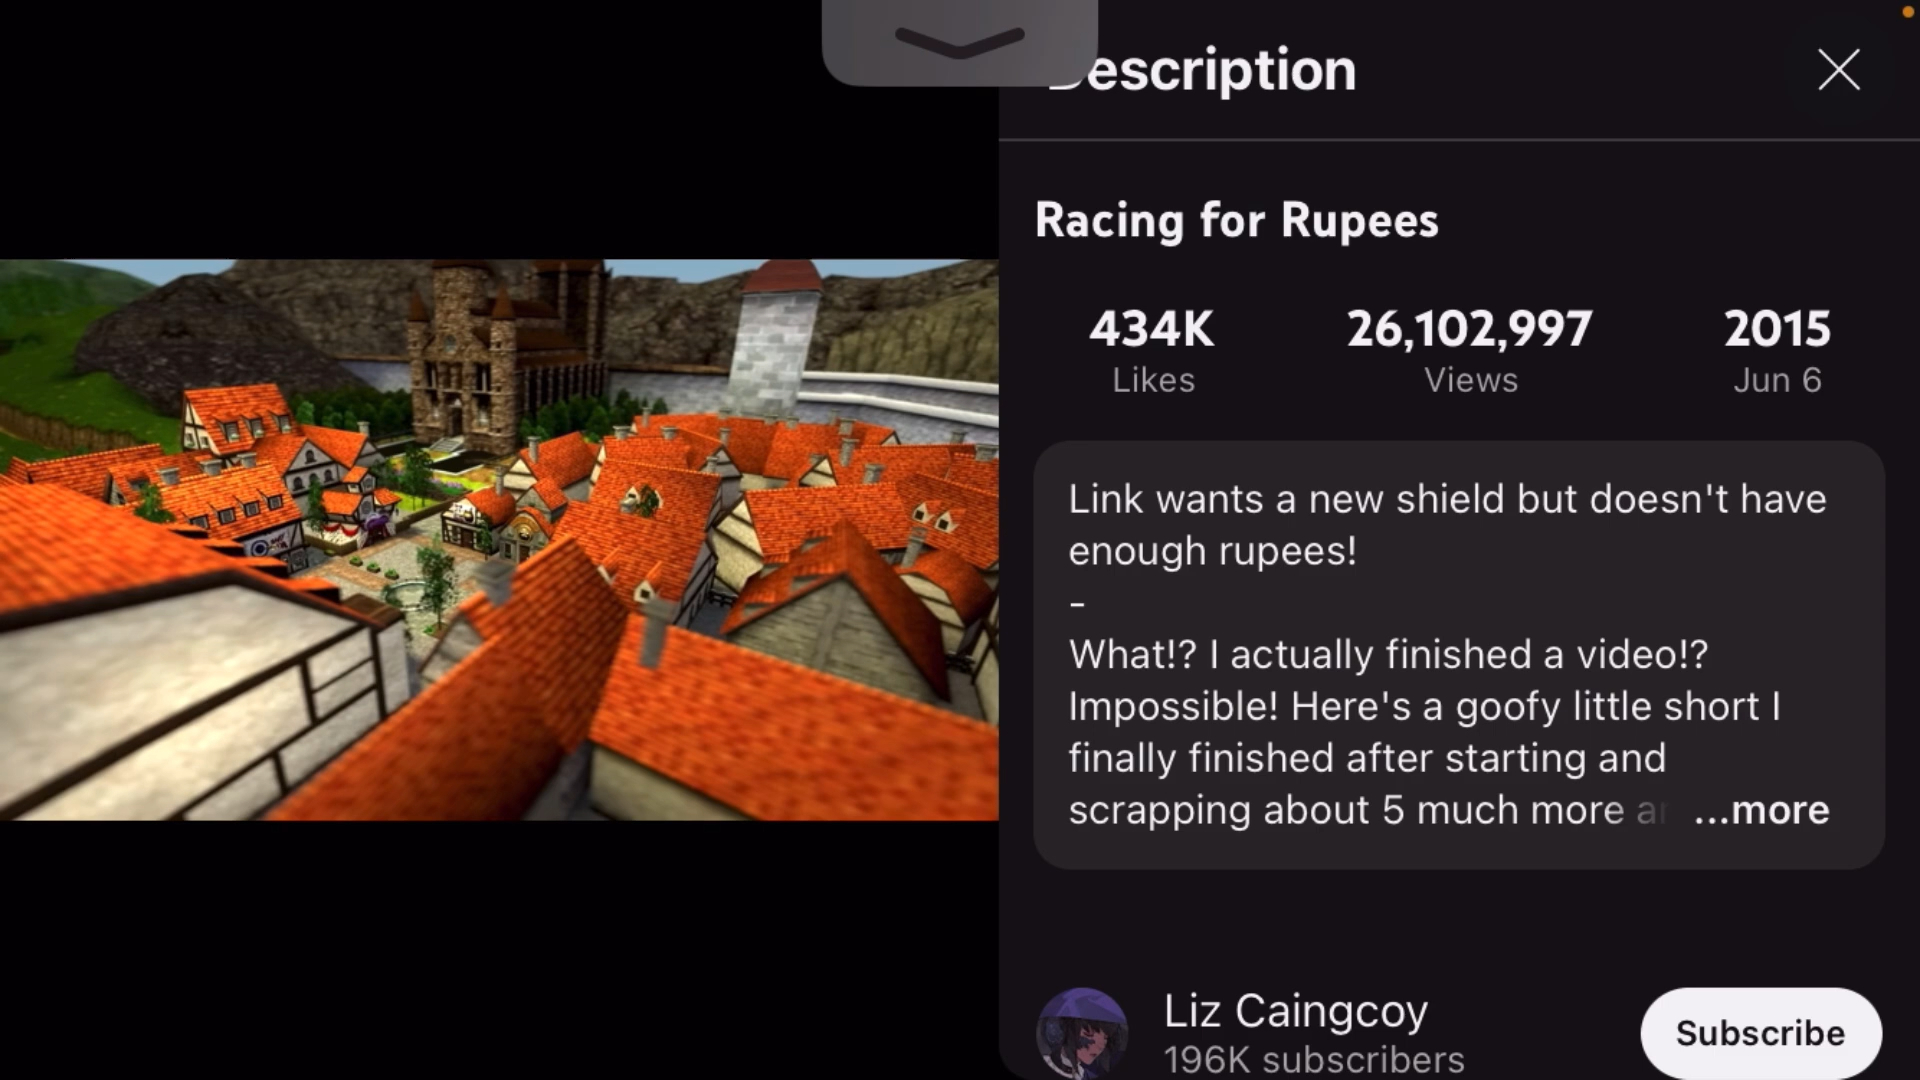 Description
Racing for Rupees
434K 26,102,997 2015
Likes Views Jun 6
Link wants a new shield but doesn't have
enough rupees!
-
What!? I actually finished a video!?
Impossible! Here's a goofy little short I
finally finished after starting and
scrapping about 5 much more ...more
Liz Caingcoy
196K subscribers
Subscribe